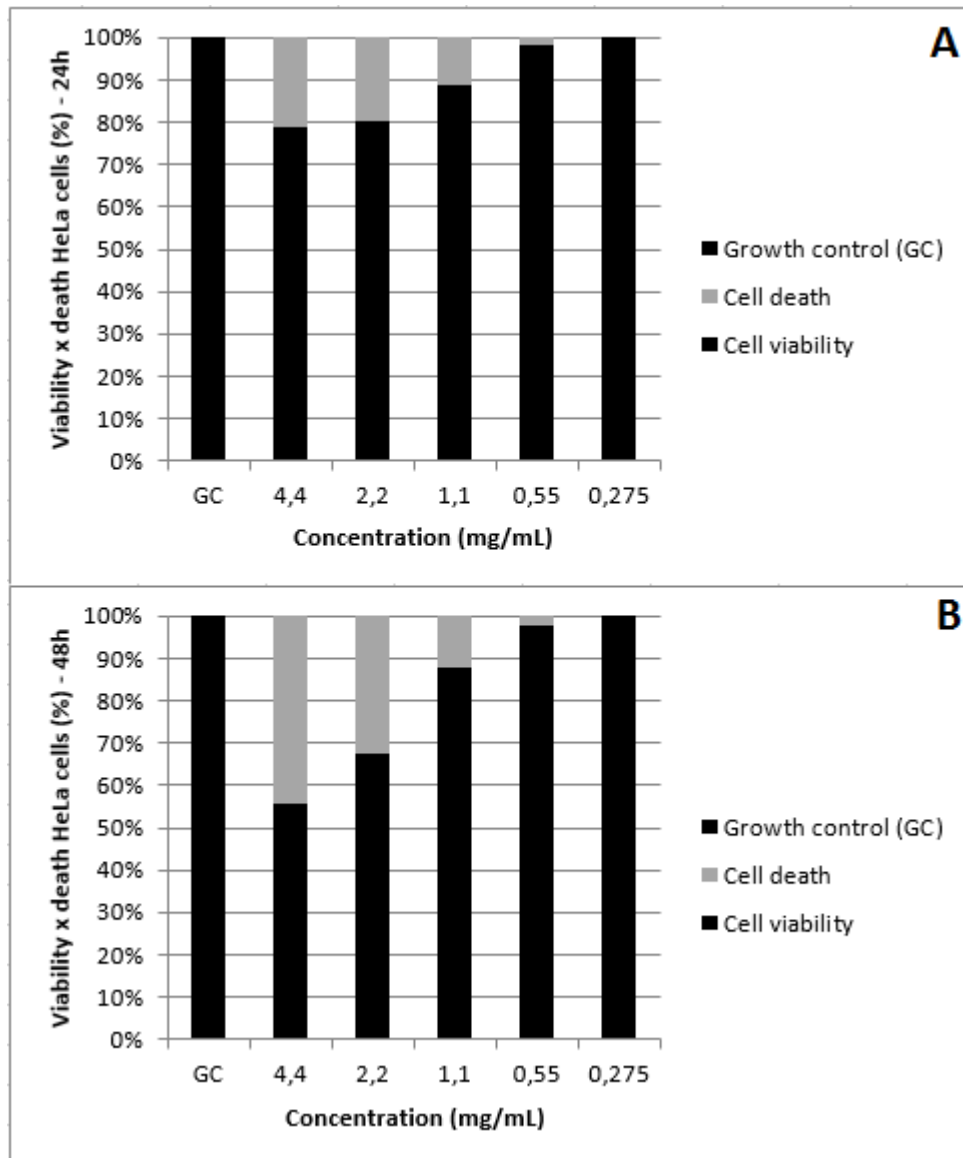 A
Viability x death HeLa cells (%) - 24h
100%
90%
80%
70%
60%
50%
40%
30%
20%
10%
0%
GC 4,4 2,2 1,1 0,55 0,275
Concentration (mg/mL)
Growth control (GC)
Cell death
Cell viability
B
Viability x death HeLa cells (%) - 48h
100%
90%
80%
70%
60%
50%
40%
30%
20%
10%
0%
GC 4,4 2,2 1,1 0,55 0,275
Concentration (mg/mL)
Growth control (GC)
Cell death
Cell viability